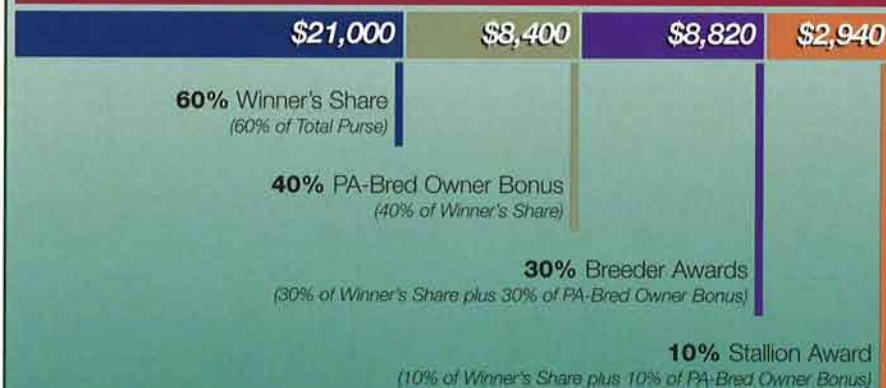 $21,000 $8,400 $8,820 $2,940
60% Winner's Share
(60% of Total Purse)
40% PA-Bred Owner Bonus
(40% of Winner's Share)
30% Breeder Awards
(30% of Winner's Share plus 30% of PA-Bred Owner Bonus)
10% Stallion Award
(10% of Winner's Share plus 10% of PA-Bred Owner Bonus)